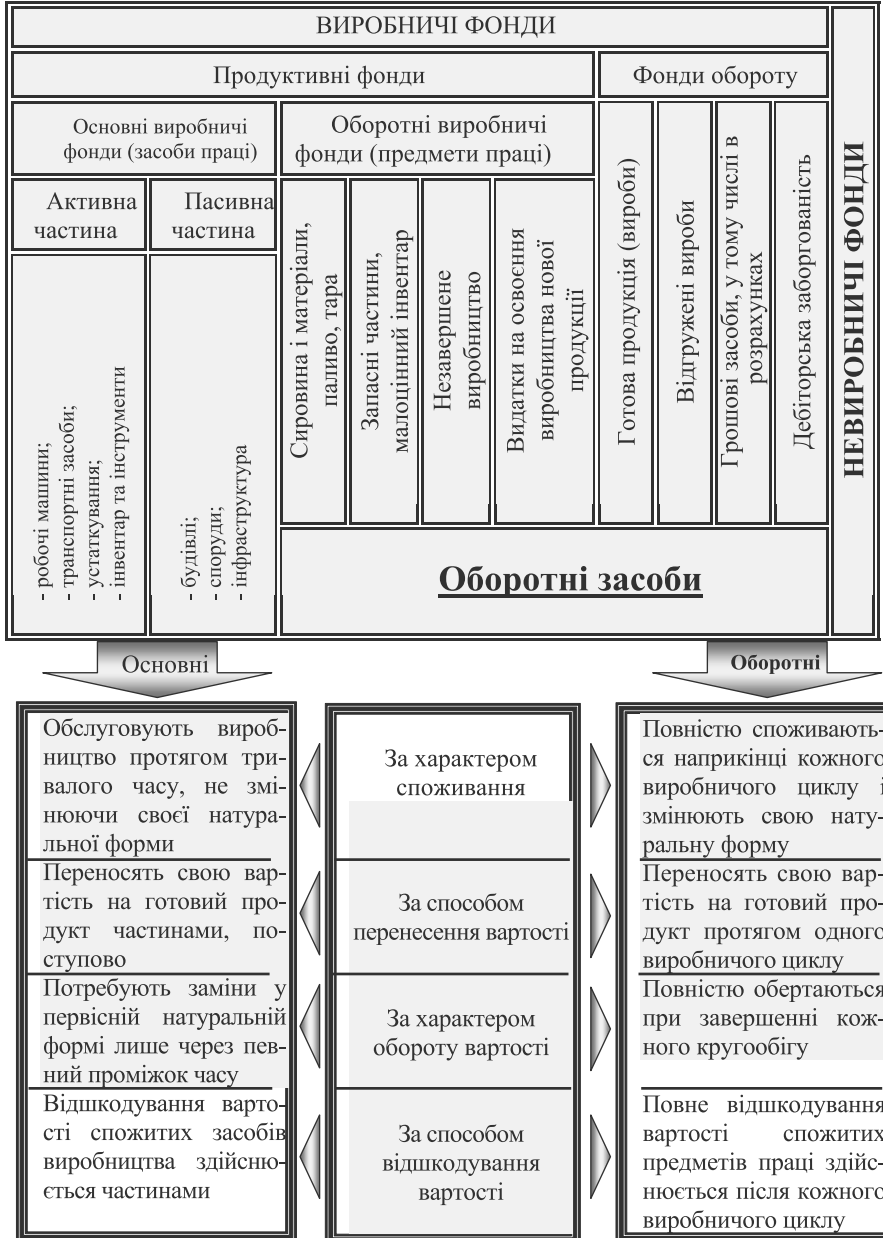 ВИРОБНИЧІ ФОНДИ
НЕВИРОБНИЧІ ФОНДИ
Продуктивні фонди
Фонди обороту
Основні виробничі
фонди (засоби праці)
Оборотні виробничі
фонди (предмети праці)
Активна
частина
Пасивна
частина
- робочі машини;
- транспортні засоби;
- устаткування;
- інвентар та інструменти
- будівлі;
- споруди;
- інфраструктура
Сировина і матеріали,
паливо, тара
Запасні частини,
малоцінний інвентар
Незавершене
виробництво
Видатки на освоєння
виробництва нової
продукції
Готова продукція (вироби)
Відгружені вироби
Грошові засоби, у тому числі в
розрахунках
Дебіторська заборгованість
Оборотні засоби
Основні
Оборотні
Обслуговують вироб-
ництво протягом три-
валого часу, не змі-
нюючи своєї натура-
льної форми
За характером
споживання
Повністю споживають-
ся наприкінці кожного
виробничого циклу і
змінюють свою нату-
ральну форму
Переносять свою вар-
тість на готовий про-
дукт частинами, по-
ступово
За способом
перенесення вартості
Переносять свою вар-
тість на готовий про-
дукт протягом одного
виробничого циклу
Потребують заміни у
первісній натуральній
формі лише через пев-
ний проміжок часу
За характером
обороту вартості
Повністю обертаються
при завершенні кож-
ного кругообігу
Відшкодування варто-
сті спожитих засобів
виробництва здійсню-
ється частинами
За способом
відшкодування
вартості
Повне відшкодування
вартості спожитих
предметів праці здійс-
нюється після кожного
виробничого циклу